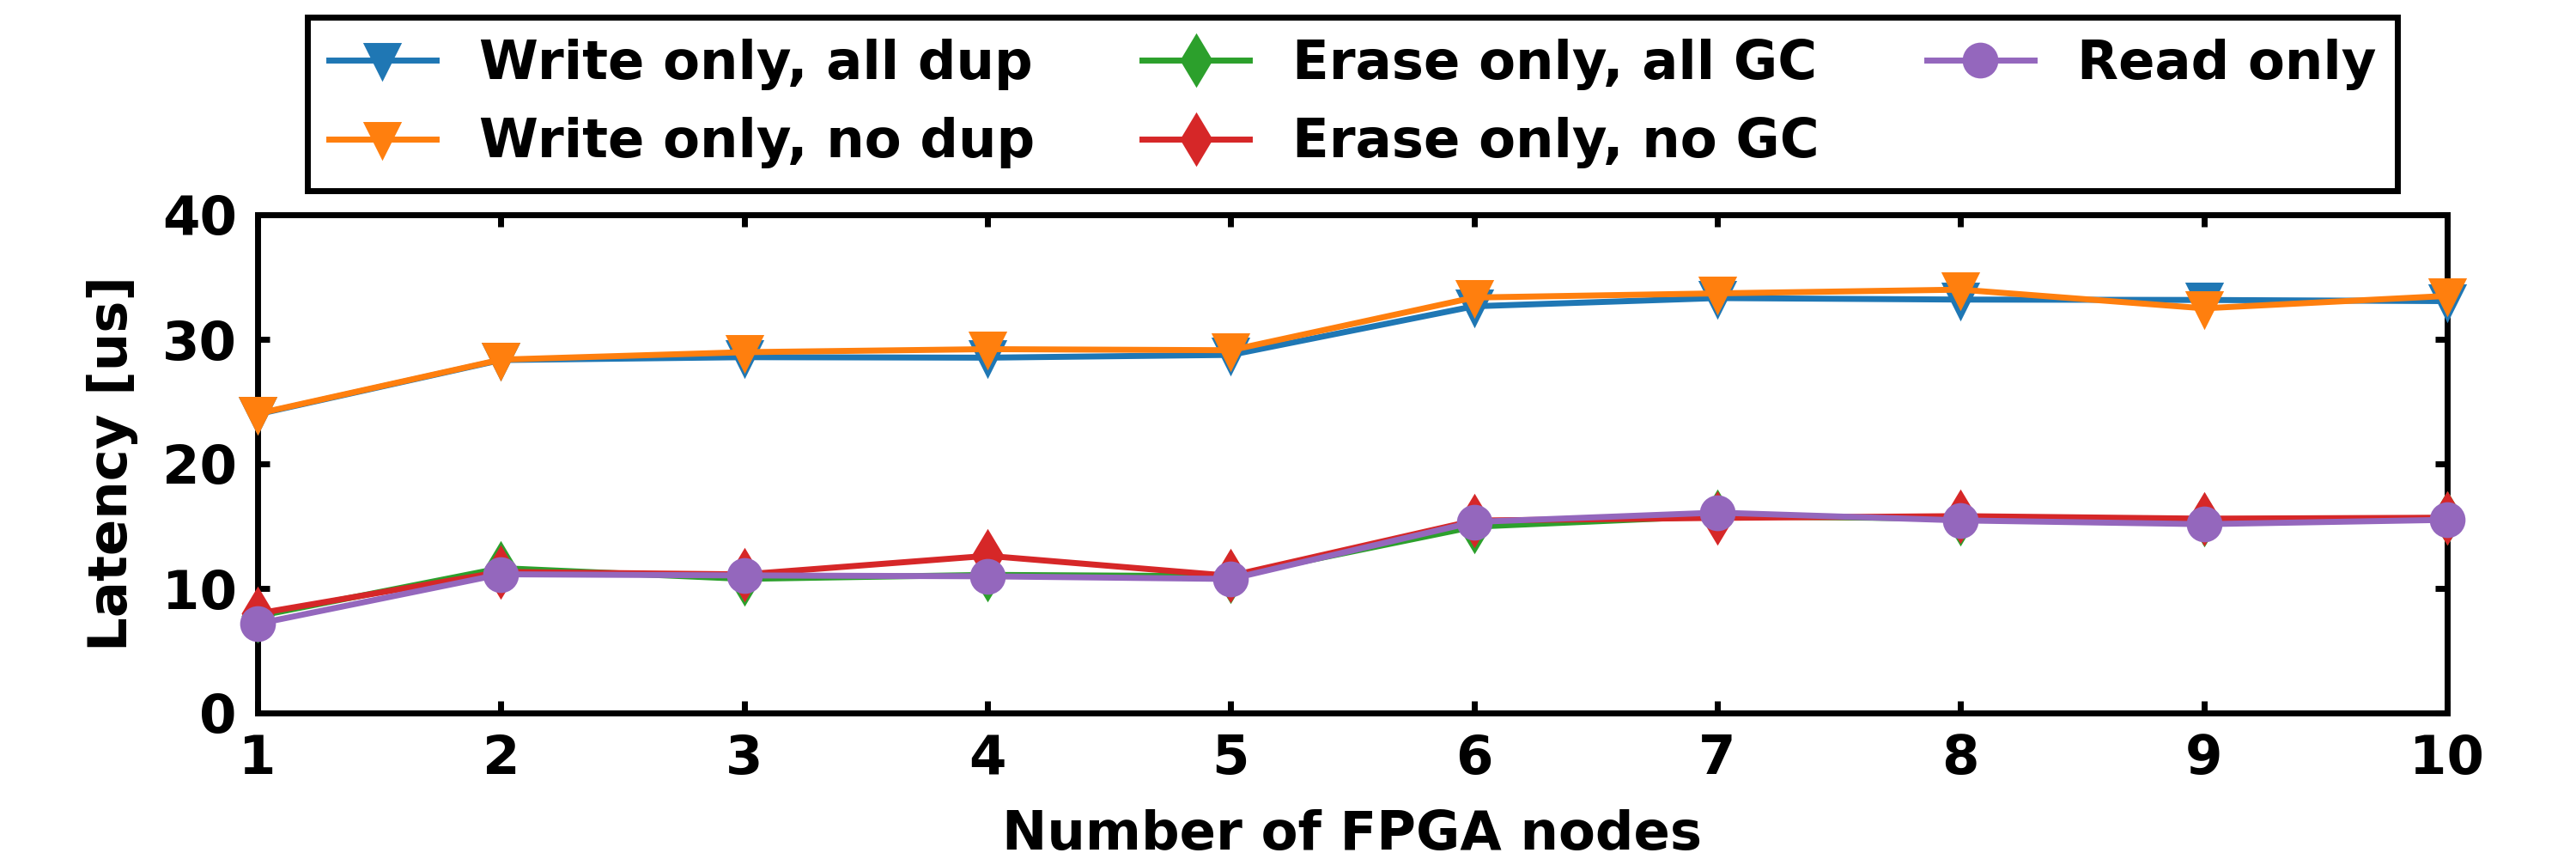 Write only, all dup
Write only, no dup
Erase only, all GC
Erase only, no GC
Read only
Latency [us]
40
30
20
10
0
1 2 3 4 5 6 7 8 9 10
Number of FPGA nodes